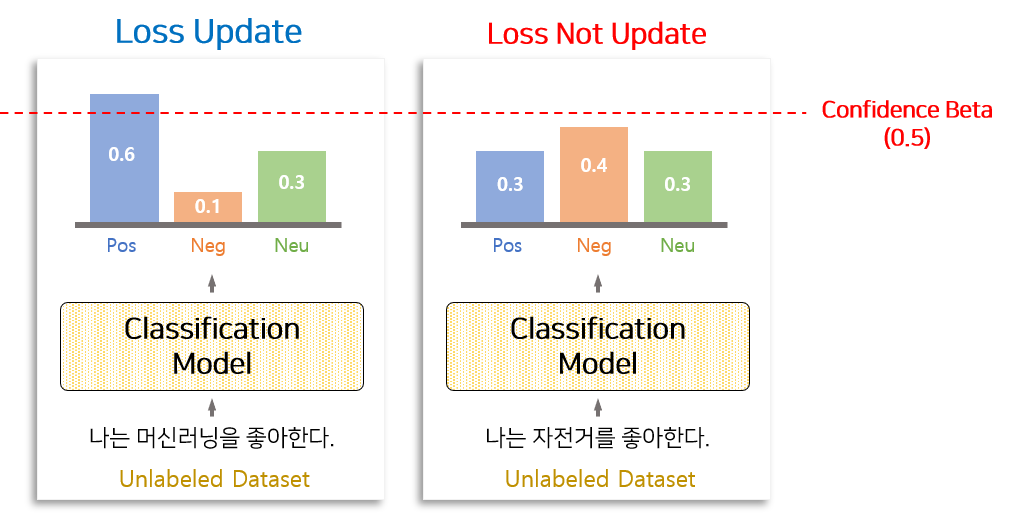 Loss Update
0.6
0.1
0.3
Pos
Neg
Neu
Classification
Model
나는 머신러닝을 좋아한다.
Unlabeled Dataset
Loss Not Update
0.3
0.4
0.3
Pos
Neg
Neu
Classification
Model
나는 자전거를 좋아한다.
Unlabeled Dataset
Confidence Beta
(0.5)